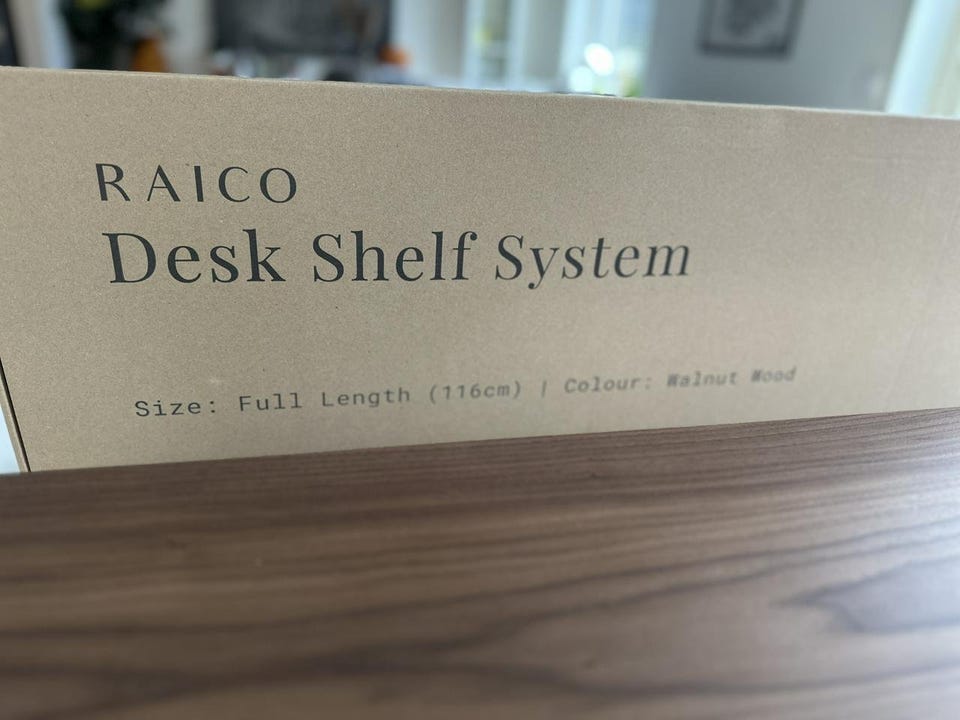 RAICO
Desk Shelf System
Size: Full Length (116cm) | Colour: Walnut Wood